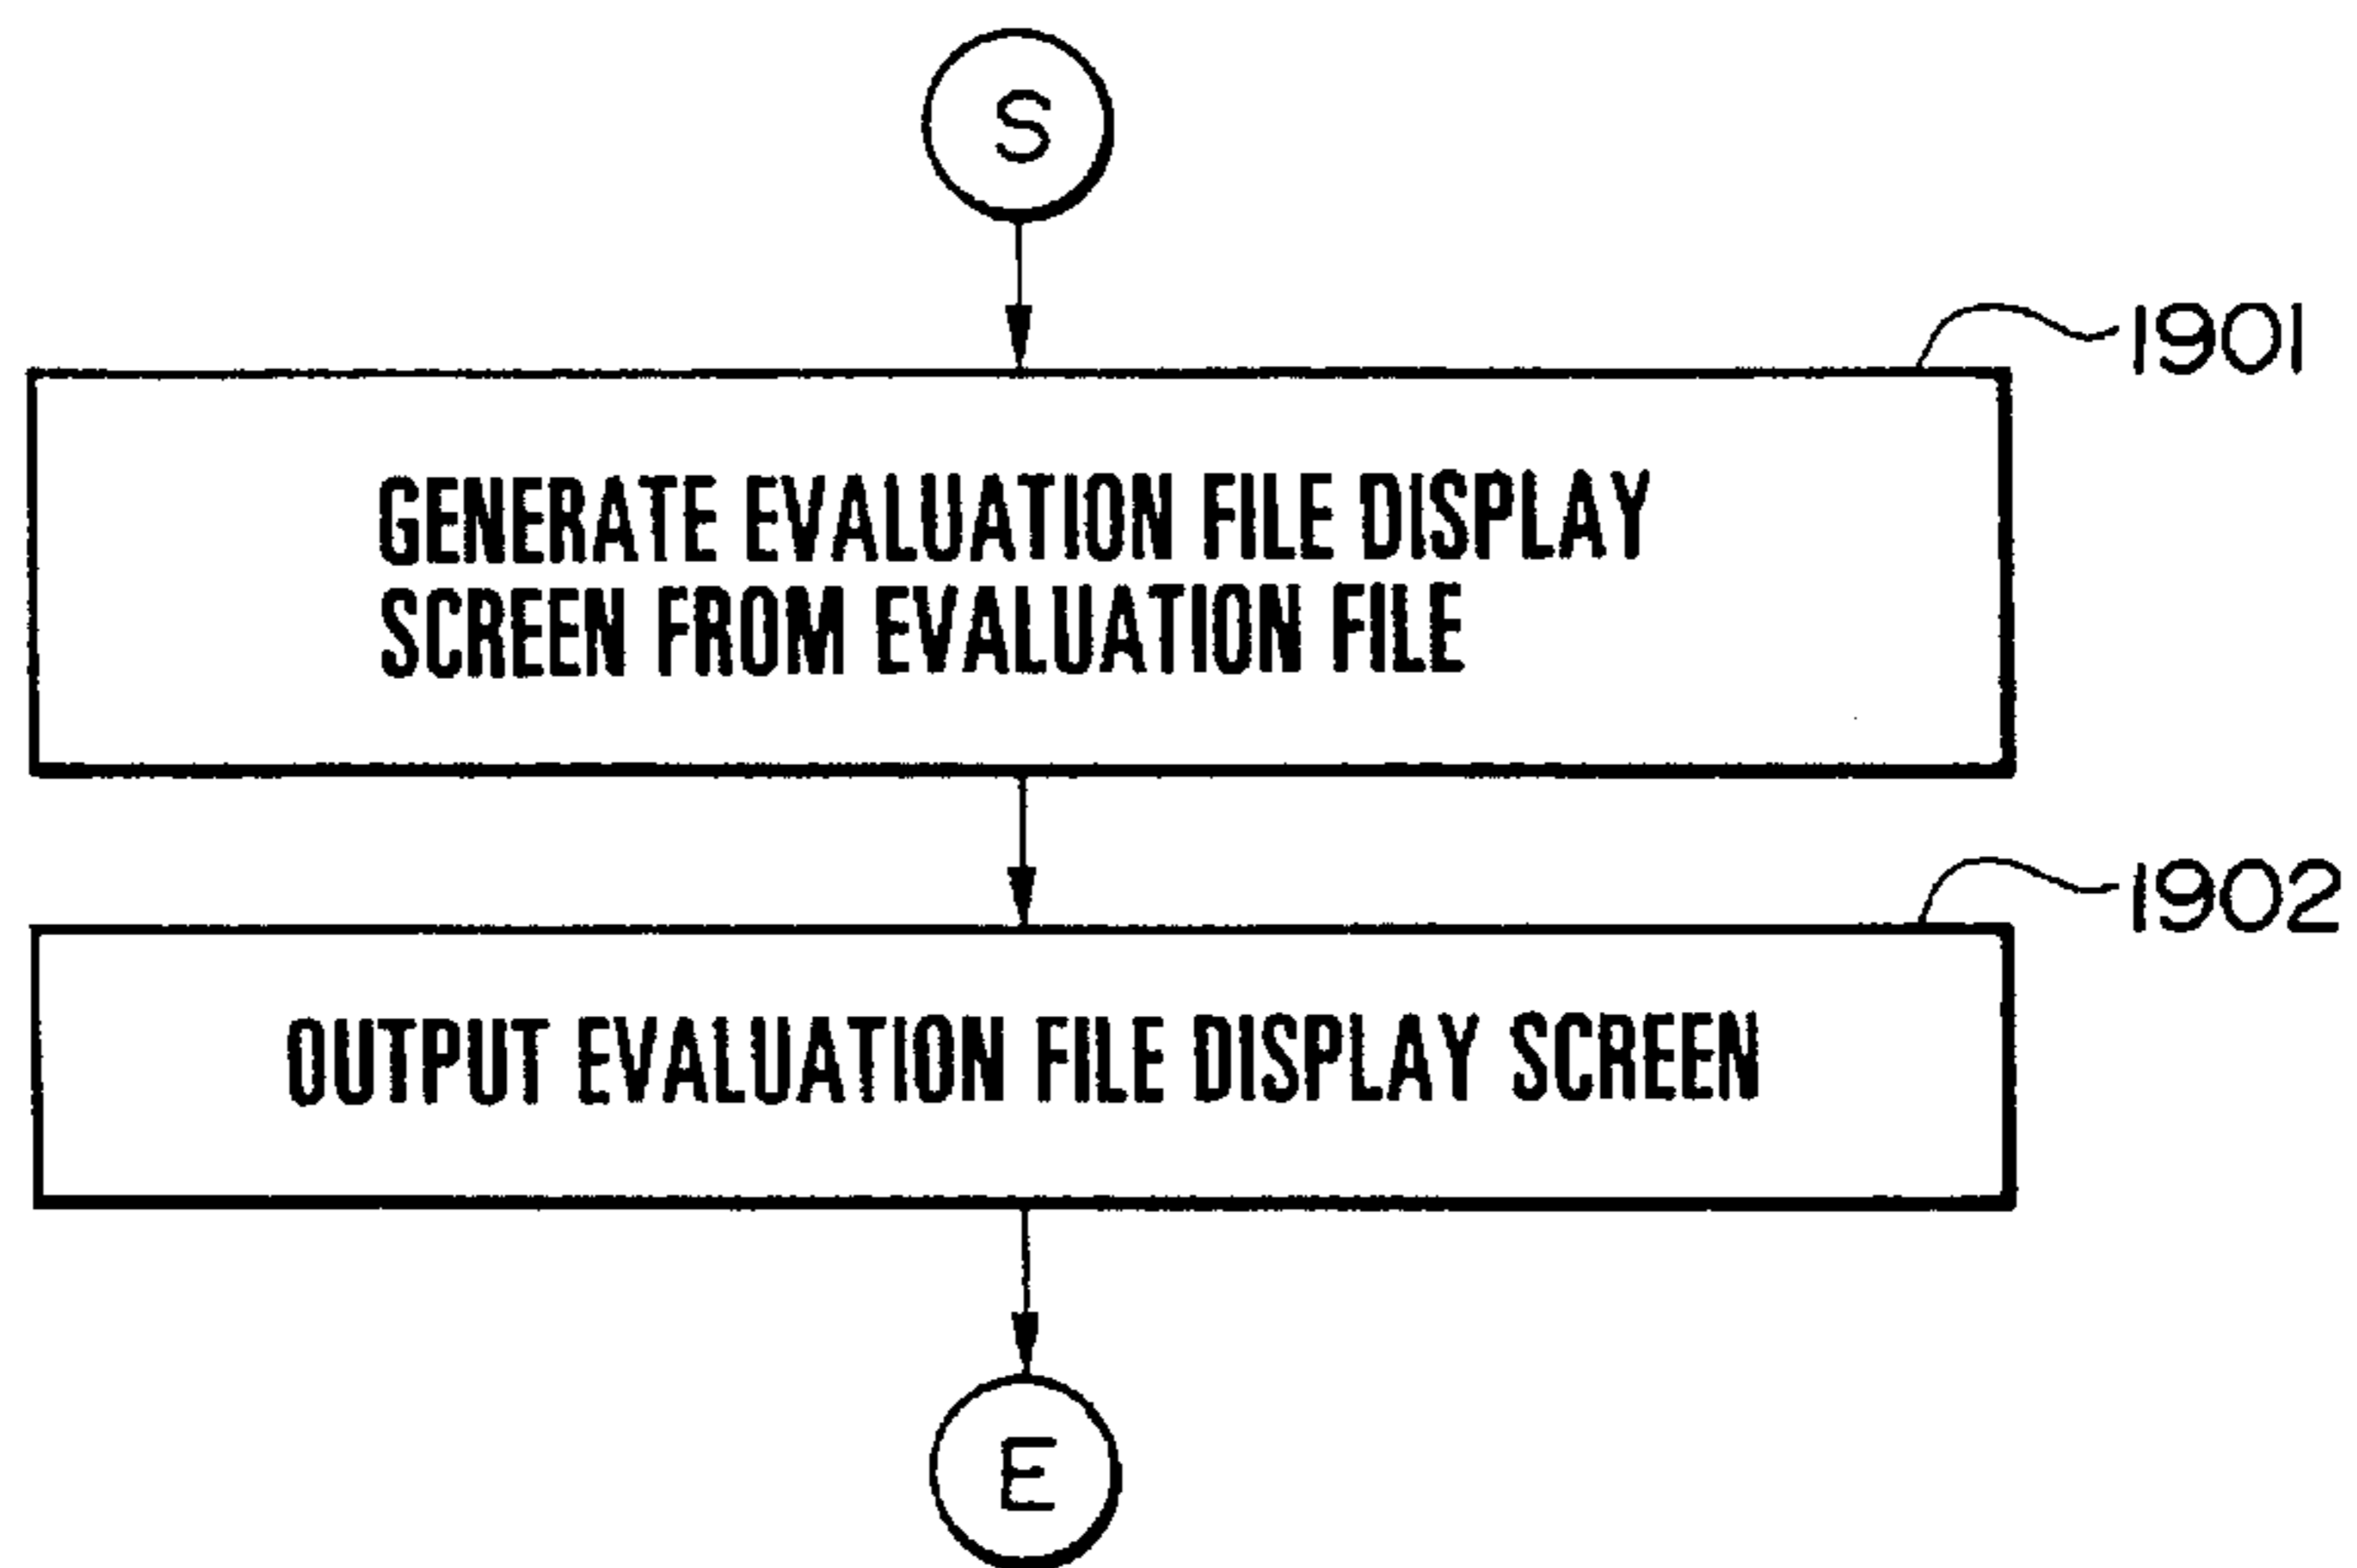 S
1901
GENERATE EVALUATION FILE DISPLAY
SCREEN FROM EVALUATION FILE
1902
OUTPUT EVALUATION FILE DISPLAY SCREEN
E